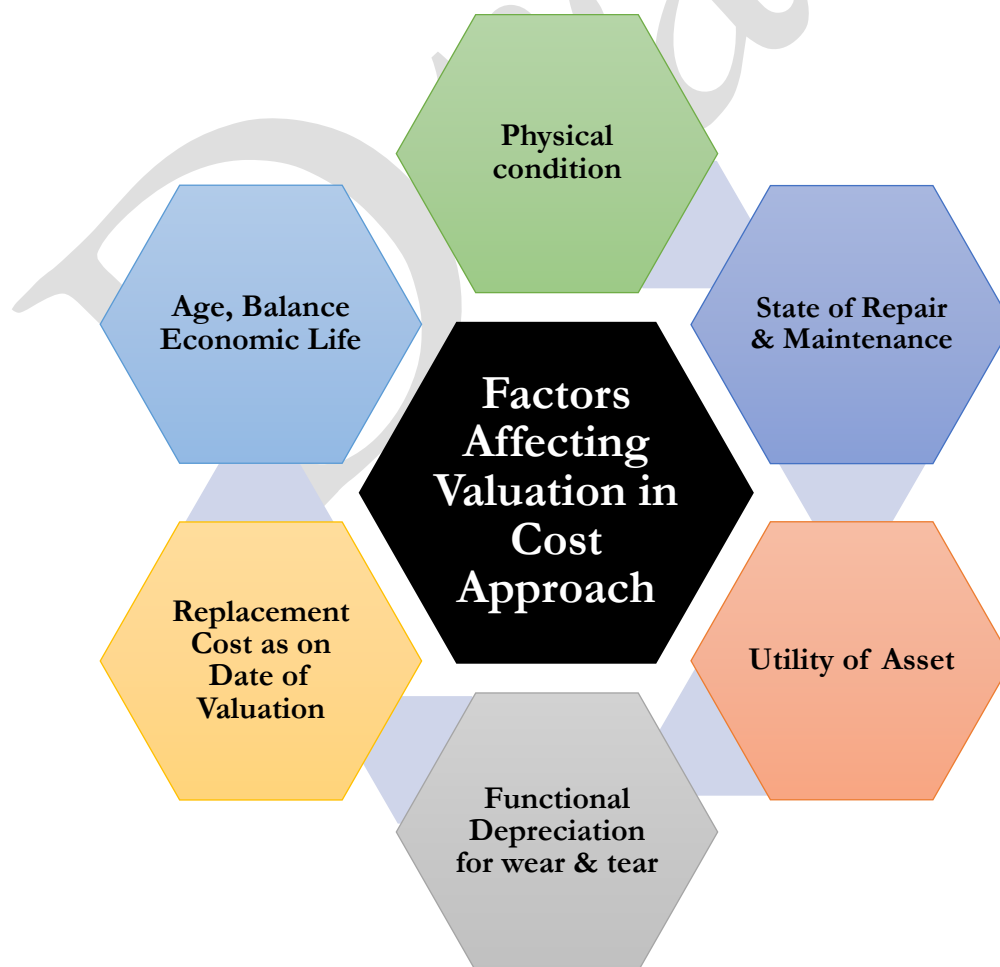 Physical
condition
State of Repair
& Maintenance
Utility of Asset
Functional
Depreciation
for wear & tear
Replacement
Cost as on
Date of
Valuation
Age, Balance
Economic Life
Factors
Affecting
Valuation in
Cost
Approach